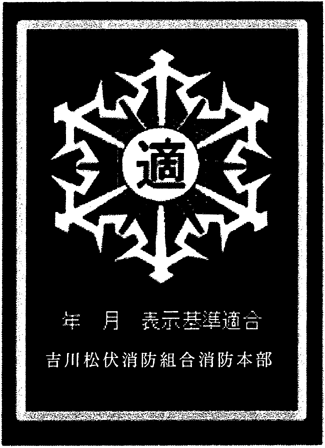 適
年　月　表示基準適合
吉川松伏消防組合消防本部